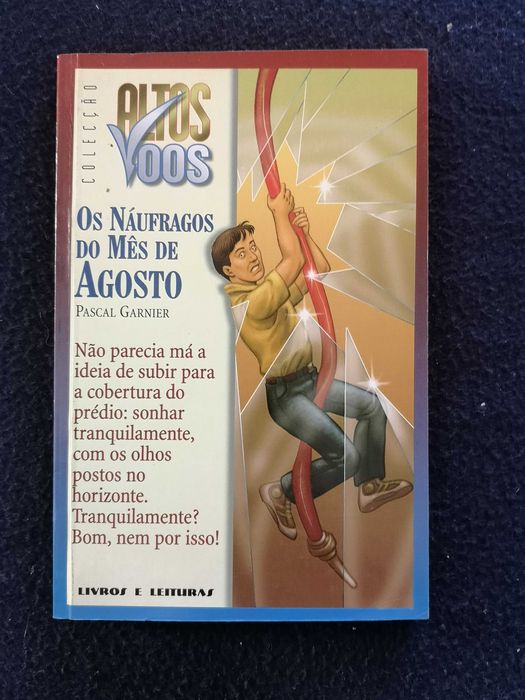 COLECÇÃO
ALTOS
VOOS
OS NÁUFRAGOS
DO MÊS DE
AGOSTO
PASCAL GARNIER
Não parecia má a
ideia de subir para
a cobertura do
prédio: sonhar
tranquilamente,
com os olhos
postos no
horizonte.
Tranquilamente?
Bom, nem por isso!
LIVROS E LEITURAS